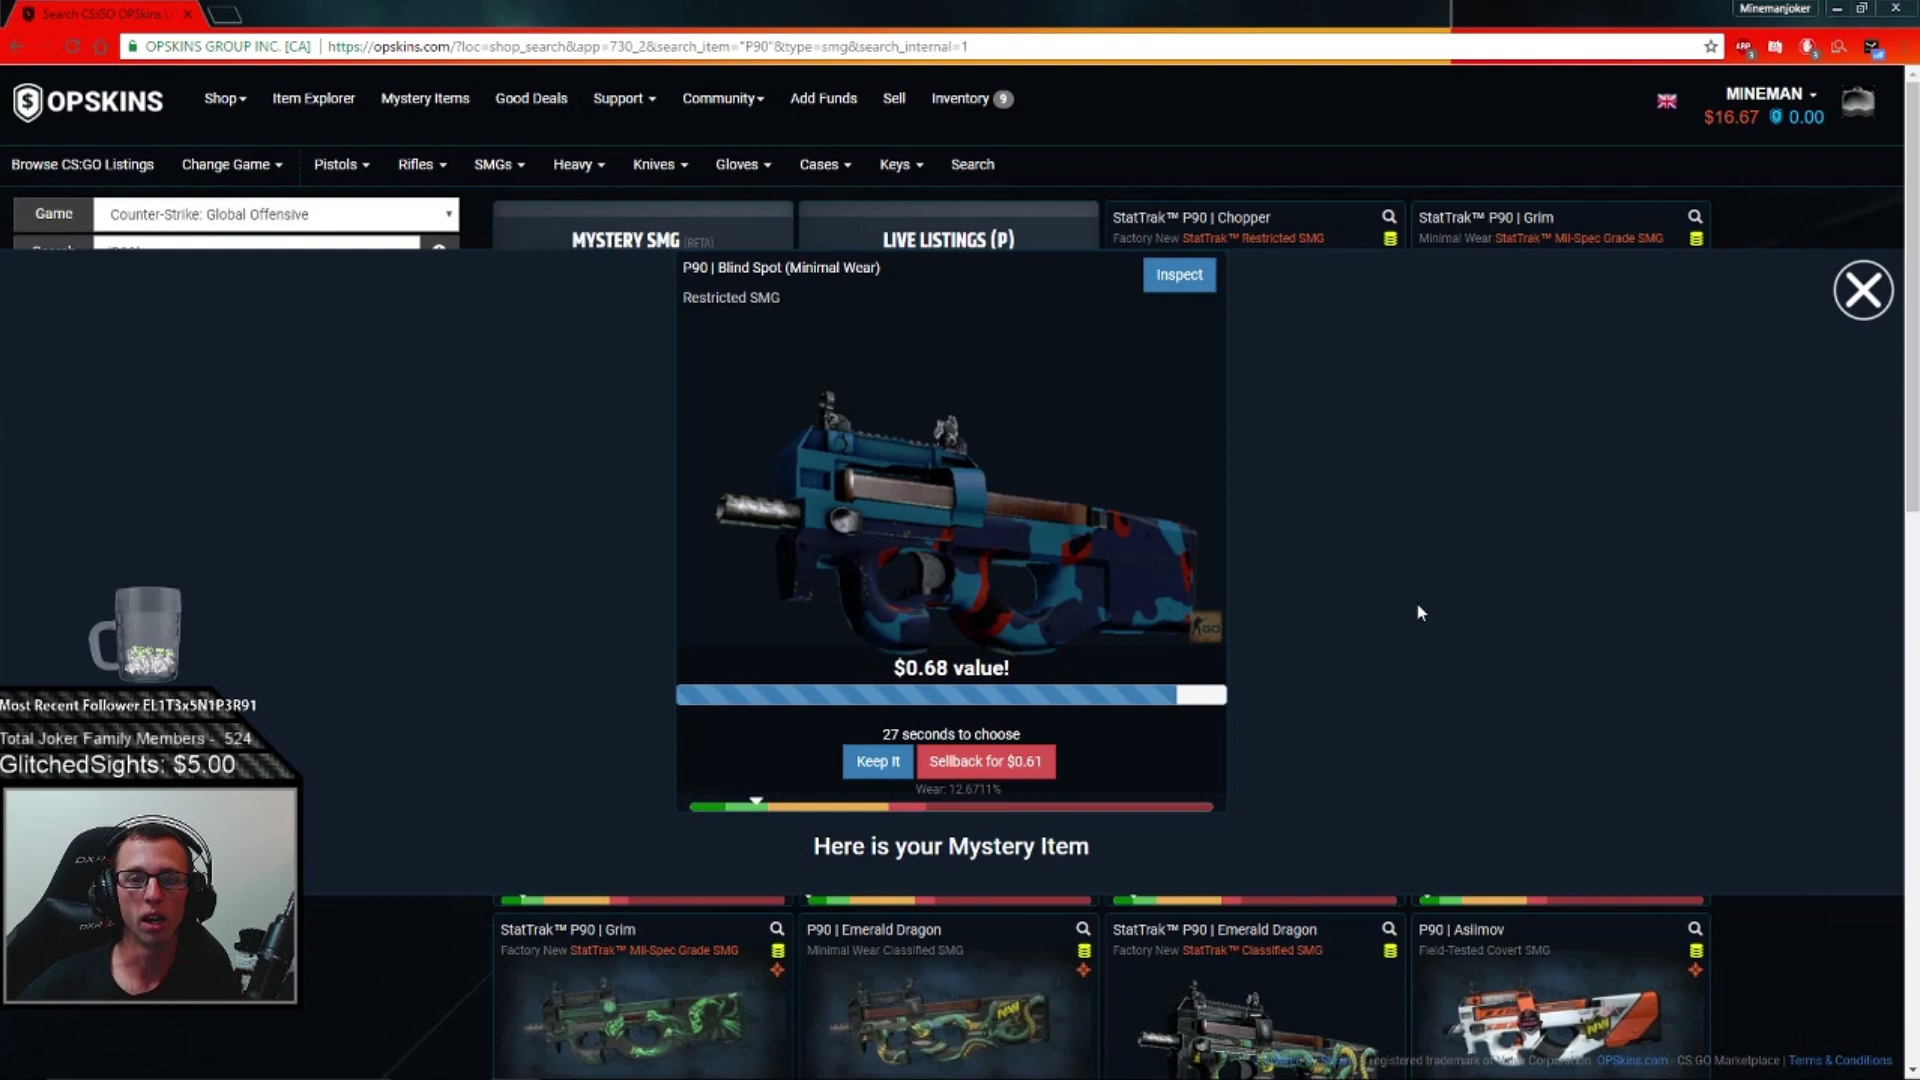 Search CS:GO OPSkins
Minemanjoker
OPSKINS GROUP INC. [CA] | https://opskins.com/?loc=shop_search&app=730_2&search_item="P90"&type=smg&search_internal=1
OPSKINS
Shop
Item Explorer
Mystery Items
Good Deals
Support
Community
Add Funds
Sell
Inventory 9
MINEMAN
$16.67 0.00
Browse CS:GO Listings
Change Game
Pistols
Rifles
SMGs
Heavy
Knives
Gloves
Cases
Keys
Search
Game
Counter-Strike: Global Offensive
MYSTERY SMG (BETA)
LIVE LISTINGS (P)
StatTrak™ P90 | Chopper
Factory New StatTrak™ Restricted SMG
StatTrak™ P90 | Grim
Minimal Wear StatTrak™ Mil-Spec Grade SMG
P90 | Blind Spot (Minimal Wear)
Inspect
Restricted SMG
GO
$0.68 value!
27 seconds to choose
Keep It
Sellback for $0.61
Wear: 12.6711%
Here is your Mystery Item
Most Recent Follower EL1T3x5N1P3R91
Total Joker Family Members - 524
GlitchedSights: $5.00
StatTrak™ P90 | Grim
Factory New StatTrak™ Mil-Spec Grade SMG
P90 | Emerald Dragon
Minimal Wear Classified SMG
StatTrak™ P90 | Emerald Dragon
Factory New StatTrak™ Classified SMG
P90 | Asiimov
Field-Tested Covert SMG
registered trademark of Valve Corporation. OPSkins.com - CS:GO Marketplace | Terms & Conditions